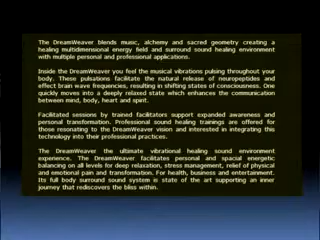 The DreamWeaver blends music, alchemy and sacred geometry creating a
healing multidimensional energy field and surround sound healing environment
with multiple personal and professional applications.
Inside the DreamWeaver you feel the musical vibrations pulsing throughout your
body. These pulsations facilitate the natural release of neuropeptides and
effect brain wave frequencies, resulting in shifting states of consciousness. One
quickly moves into a deeply relaxed state which enhances the communication
between mind, body, heart and spirit.
Facilitated sessions by trained facilitators support expanded awareness and
personal transformation. Professional sound healing trainings are offered for
those resonating to the DreamWeaver vision and interested in integrating this
technology into their professional practices.
The DreamWeaver the ultimate vibrational healing sound environment
experience. The DreamWeaver facilitates personal and spacial energetic
balancing on all levels for deep relaxation, stress management, relief of physical
and emotional pain and transformation. For health, business and entertainment.
Its full body surround sound system is state of the art supporting an inner
journey that rediscovers the bliss within.